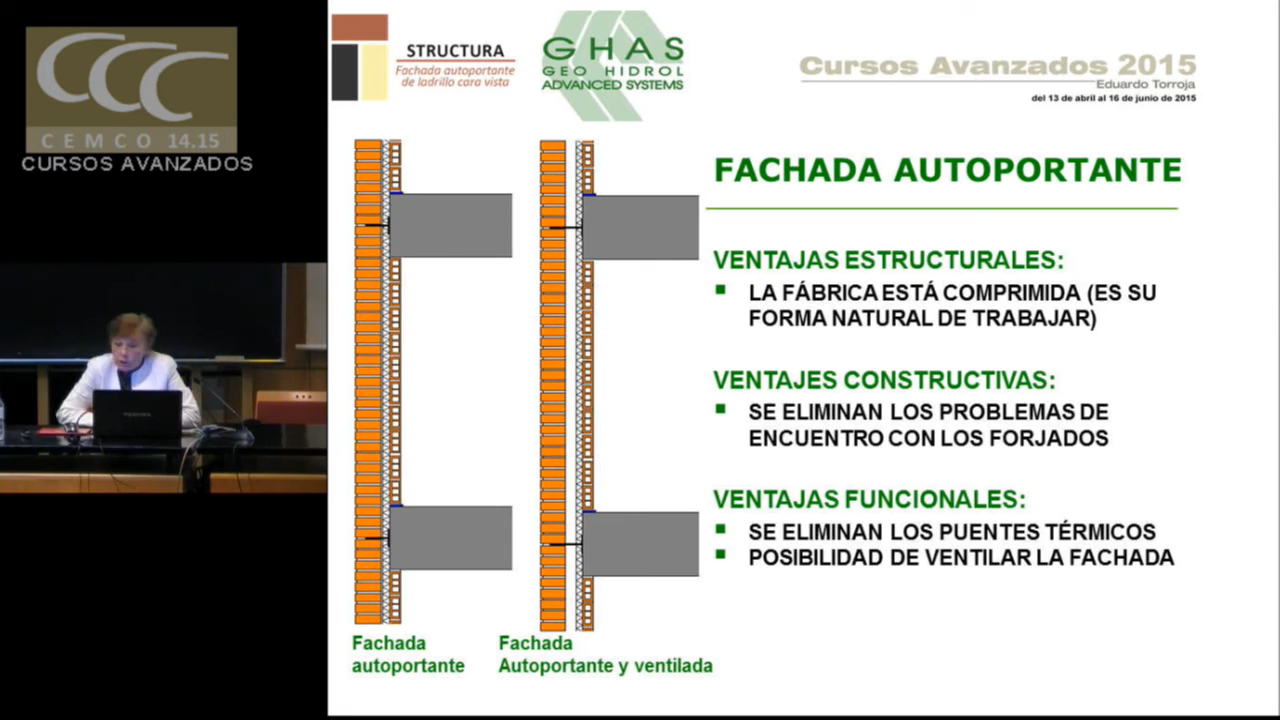 CCC
CEMCO 14.15
CURSOS AVANZADOS
STRUCTURA
Fachada autoportante
de ladrillo cara vista
GHAS
GEO HIDROL
ADVANCED SYSTEMS
Cursos Avanzados 2015
Eduardo Torroja
del 13 de abril al 16 de junio de 2015
FACHADA AUTOPORTANTE
VENTAJAS ESTRUCTURALES:
LA FÁBRICA ESTÁ COMPRIMIDA (ES SU
FORMA NATURAL DE TRABAJAR)
VENTAJES CONSTRUCTIVAS:
SE ELIMINAN LOS PROBLEMAS DE
ENCUENTRO CON LOS FORJADOS
VENTAJAS FUNCIONALES:
SE ELIMINAN LOS PUENTES TÉRMICOS
POSIBILIDAD DE VENTILAR LA FACHADA
Fachada
autoportante
Fachada
Autoportante y ventilada
TOSHIBA